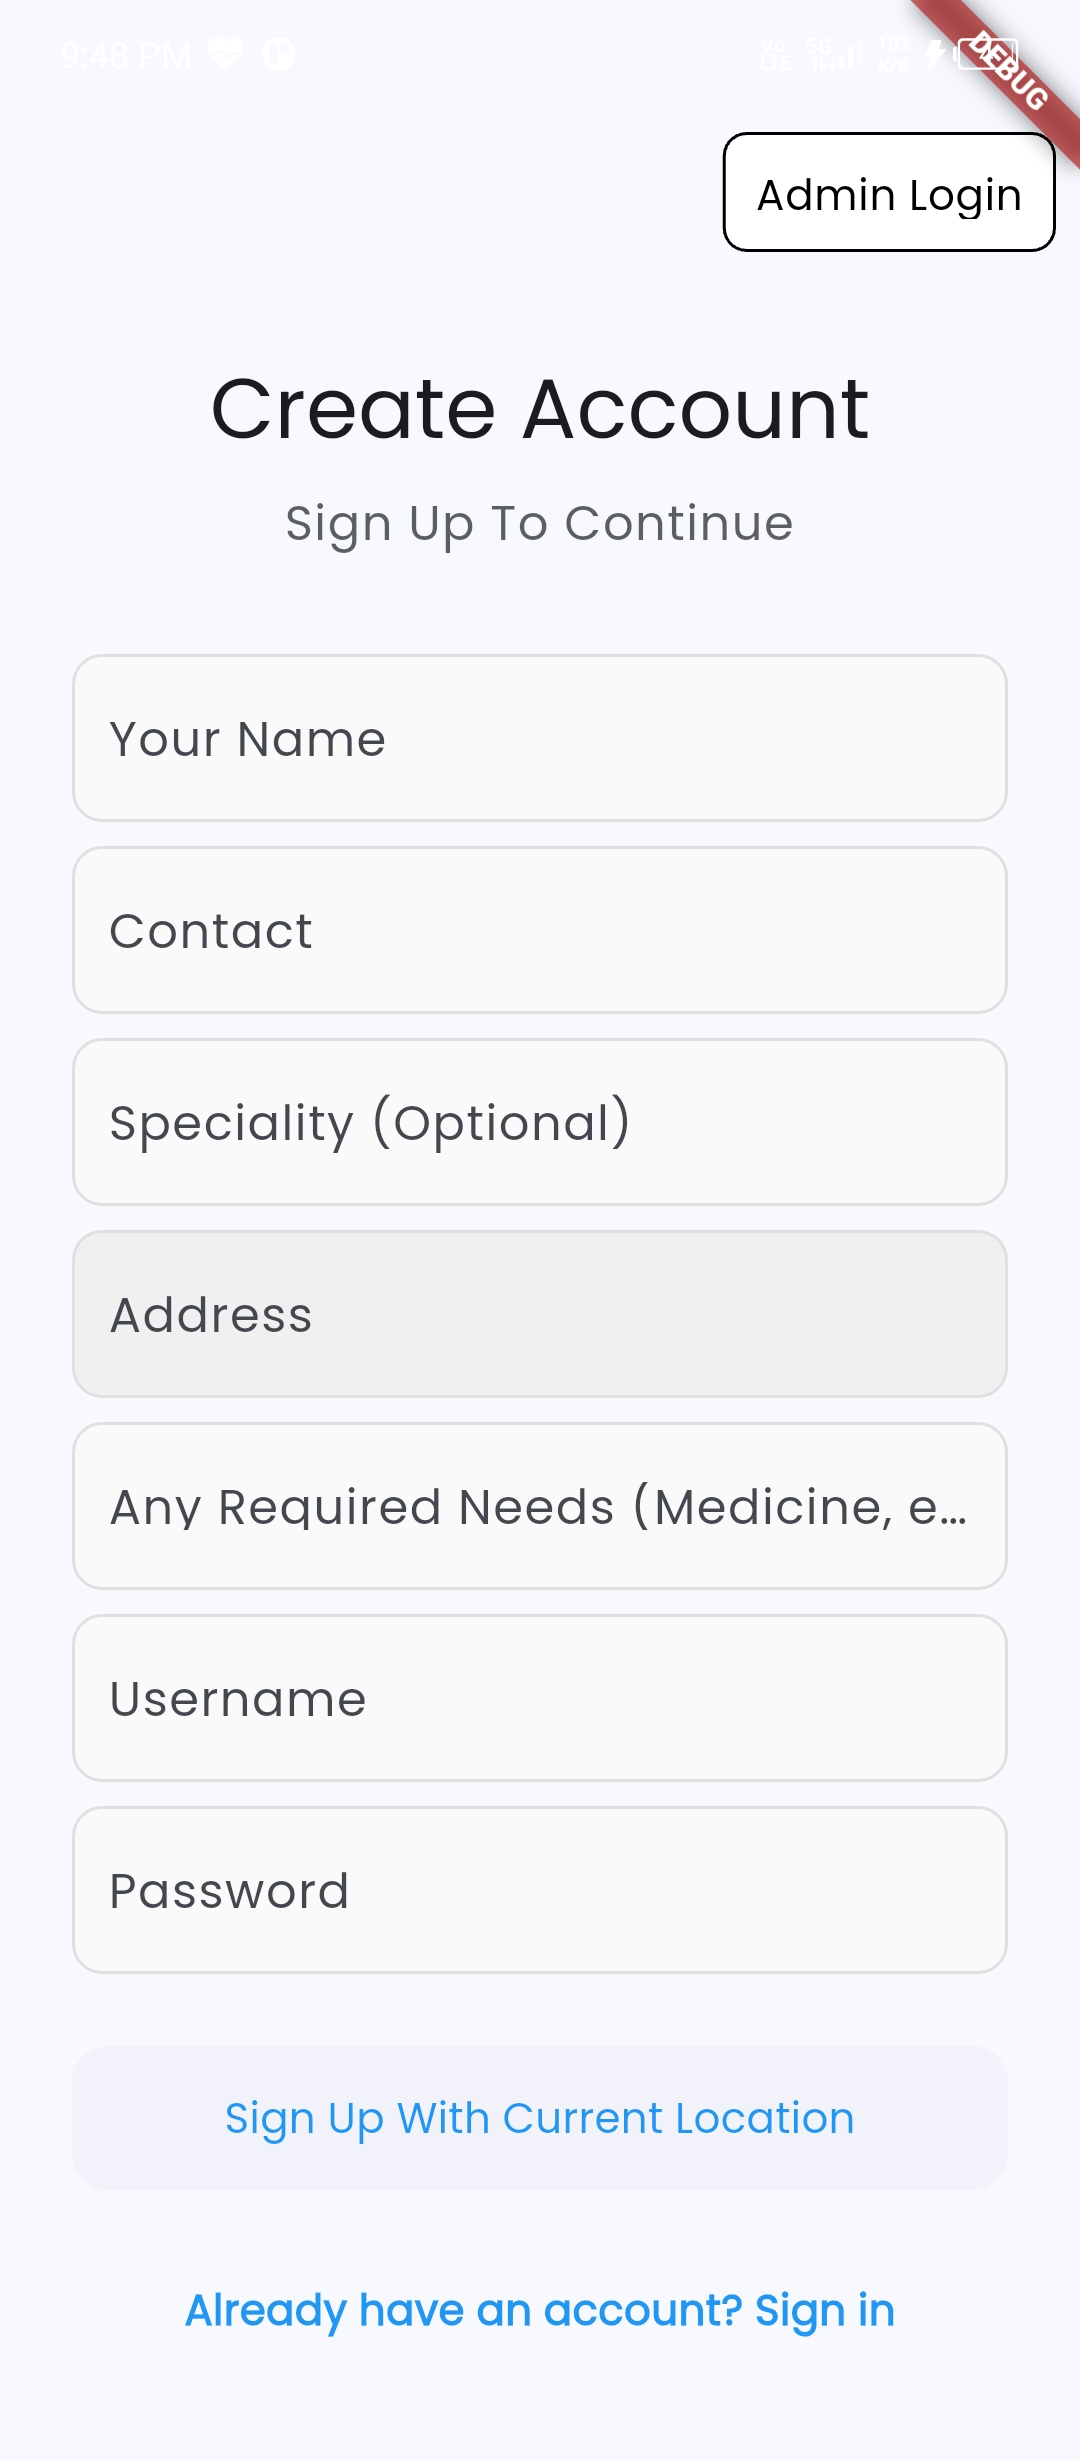 9:48 PM
Vo LTE 5G 102 K/S
DEBUG
Admin Login
Create Account
Sign Up To Continue
Your Name
Contact
Speciality (Optional)
Address
Any Required Needs (Medicine, e...
Username
Password
Sign Up With Current Location
Already have an account? Sign in